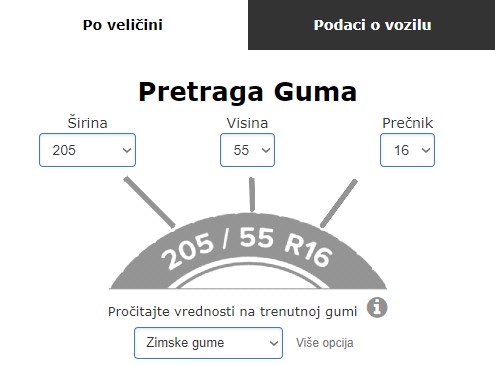 Po veličini Podaci o vozilu
Pretraga Guma
Širina Visina Prečnik
205 55 16
205 / 55 R16
Pročitajte vrednosti na trenutnoj gumi i
Zimske gume Više opcija